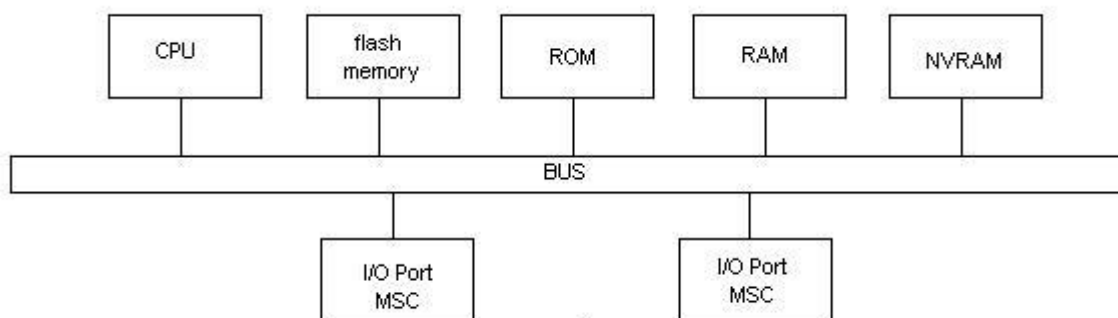 CPU
flash
memory
ROM
RAM
NVRAM
BUS
I/O Port
MSC
I/O Port
MSC